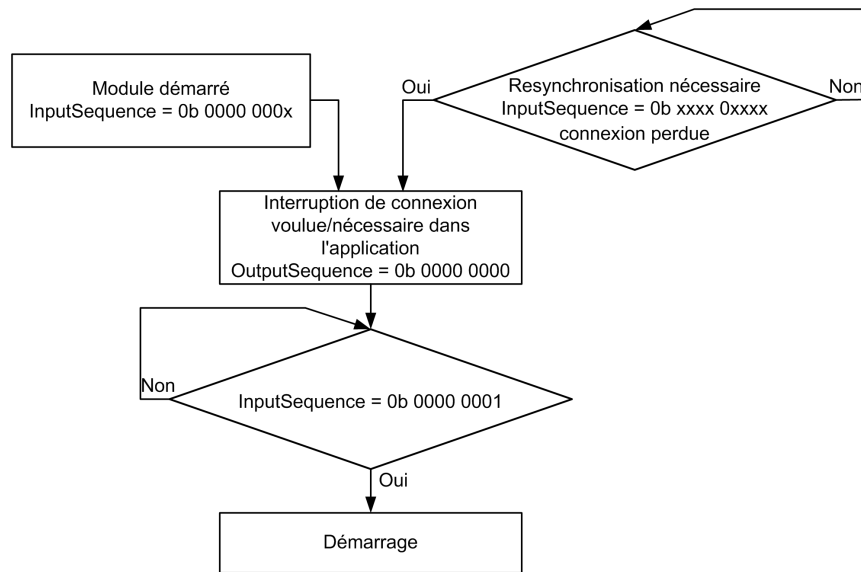 Module démarré
InputSequence = 0b 0000 000x
Oui
Resynchronisation nécessaire
InputSequence = 0b xxxx 0xxxx
connexion perdue
Non
Interruption de connexion
voulue/nécessaire dans
l'application
OutputSequence = 0b 0000 0000
Non
InputSequence = 0b 0000 0001
Oui
Démarrage